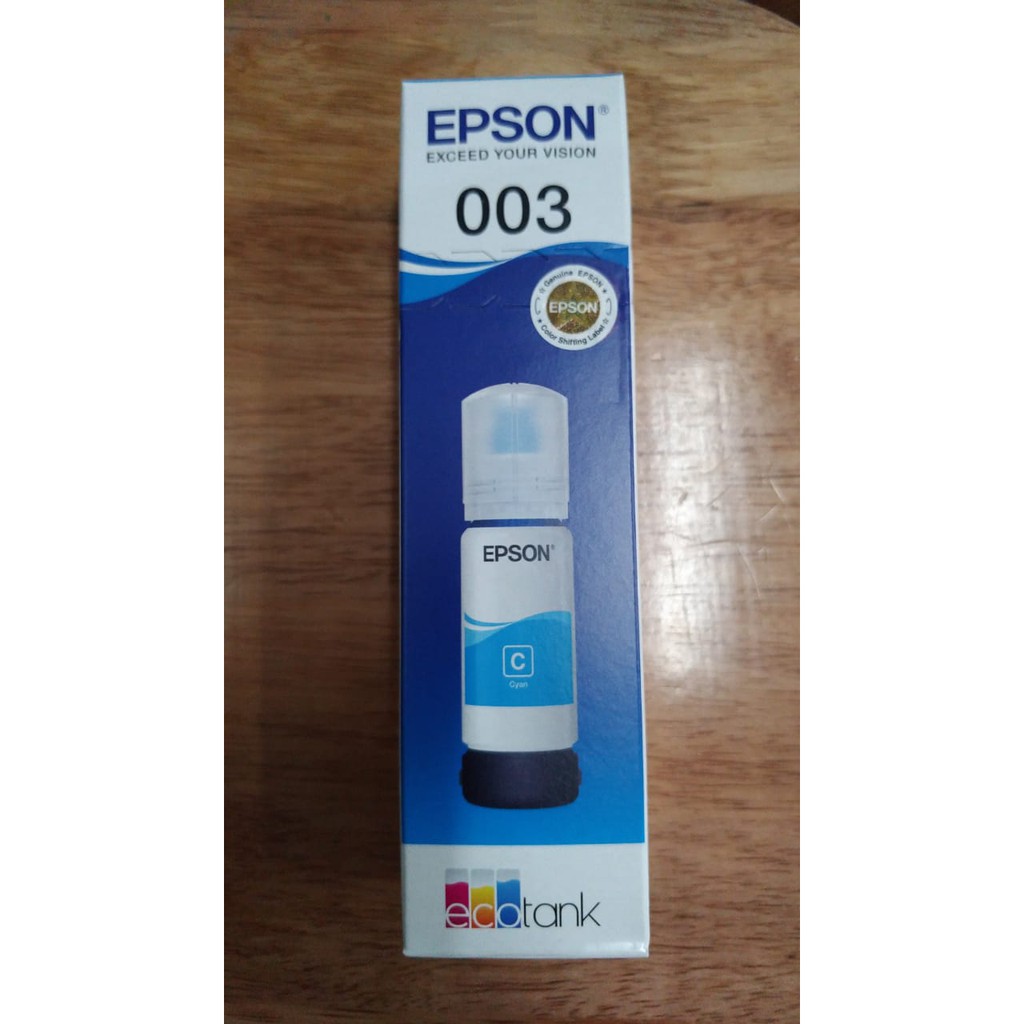 EPSON®
EXCEED YOUR VISION
003
Genuine EPSON
EPSON
Color Shifting Label
EPSON®
C
Cyan
ecotank